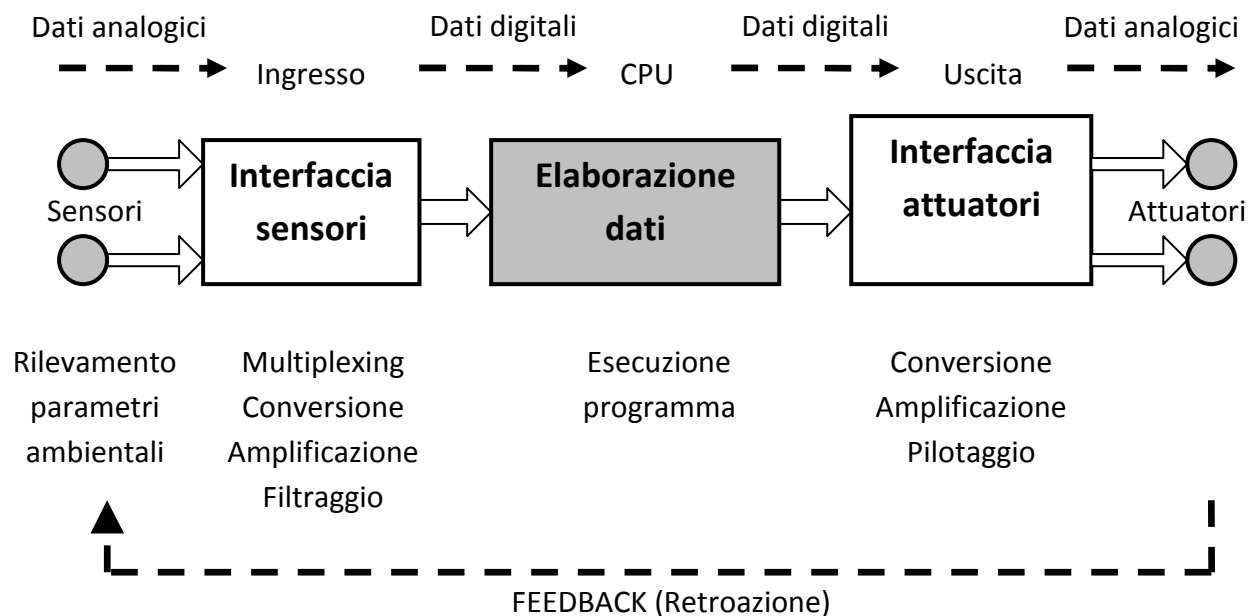 Dati analogici
Dati digitali
Dati digitali
Dati analogici
Ingresso
CPU
Uscita
Sensori
Interfaccia
sensori
Elaborazione
dati
Interfaccia
attuatori
Attuatori
Rilevamento
parametri
ambientali
Multiplexing
Conversione
Amplificazione
Filtraggio
Esecuzione
programma
Conversione
Amplificazione
Pilotaggio
FEEDBACK (Retroazione)